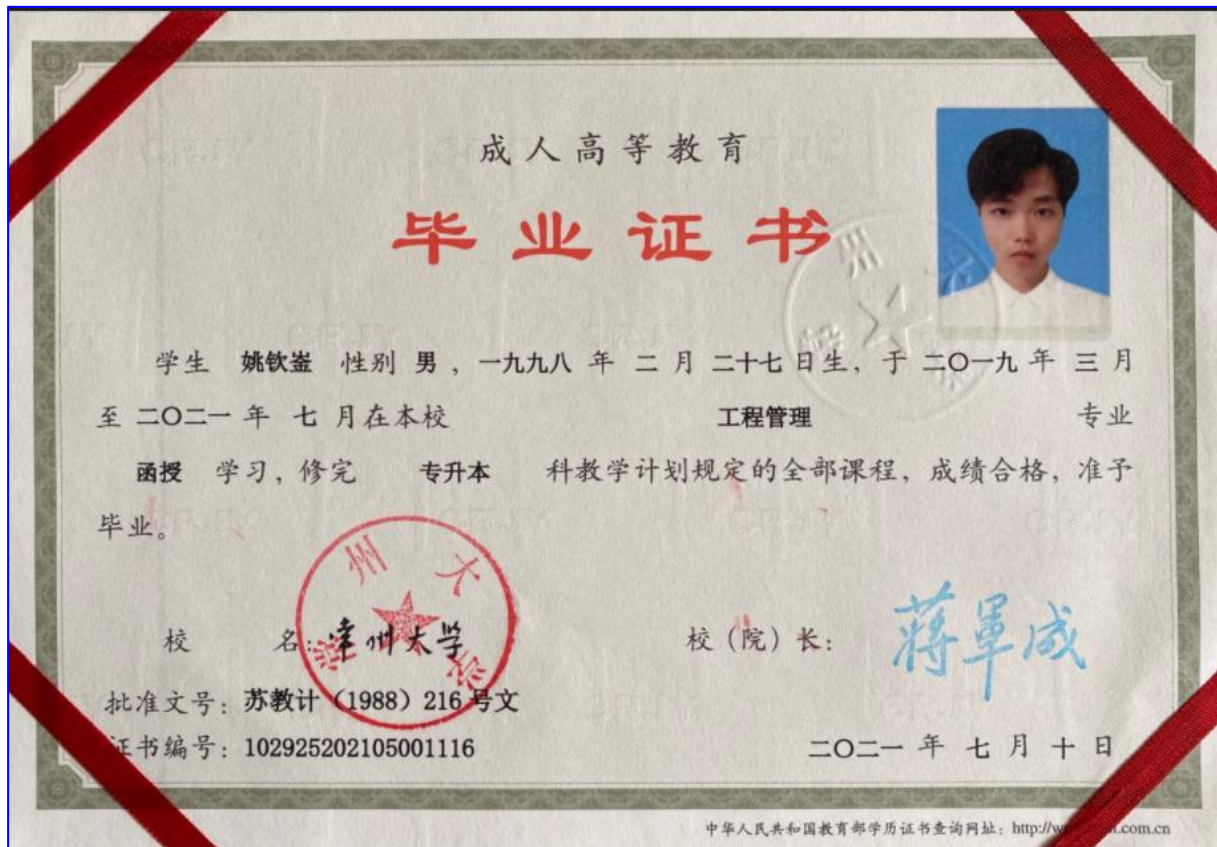 成人高等教育
毕业证书
学生 姚钦崟 性别 男，一九九八 年 二 月 二十七 日生，于 二〇一九 年 三 月
至 二〇二一 年 七 月在本校 工程管理 专业
函授 学习，修完 专升本 科教学计划规定的全部课程，成绩合格，准予
毕业。
校 名：常州大学
校（院）长：蒋军成
批准文号：苏教计（1988）216号文
证书编号：102925202105001116
二〇二一 年 七 月 十 日
中华人民共和国教育部学历证书查询网址：http://w .com.cn